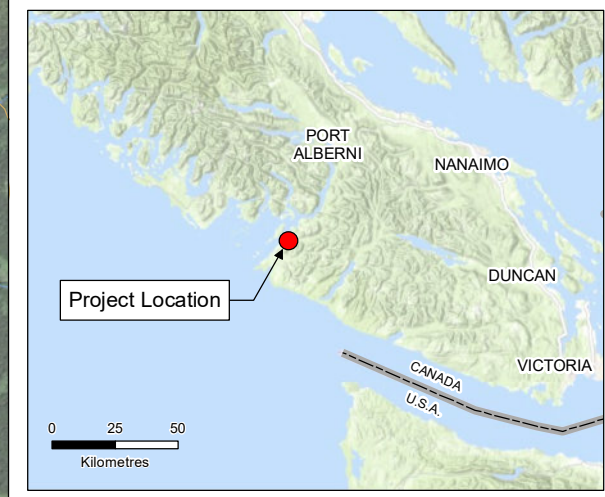 PORT
ALBERNI
NANAIMO
Project Location
DUNCAN
VICTORIA
CANADA
U.S.A.
0 25 50
Kilometres